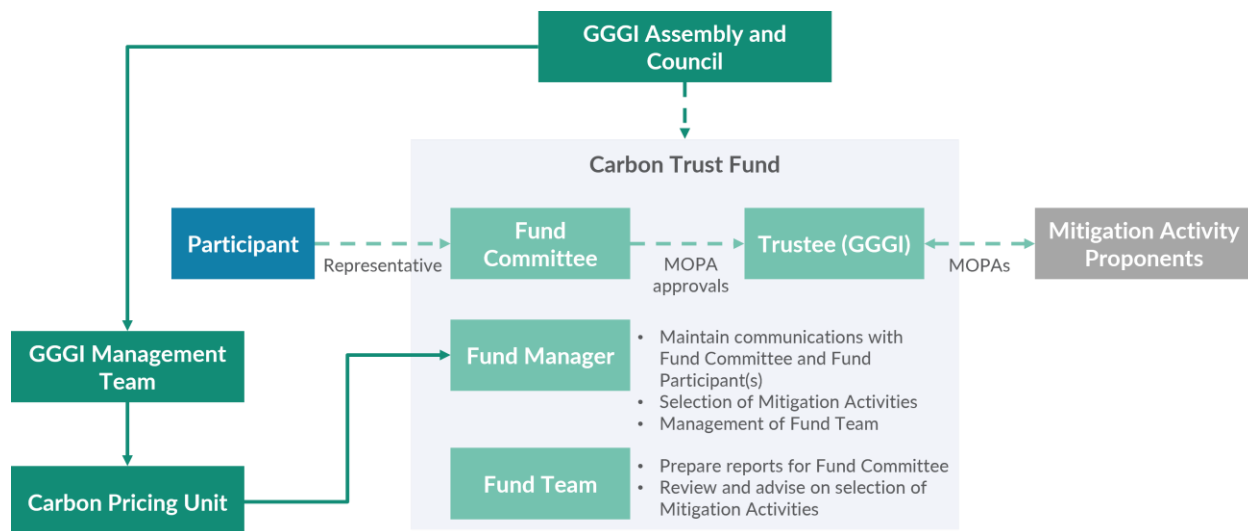 GGGI Assembly and
Council
Carbon Trust Fund
Participant
Representative
Fund
Committee
MOPA
approvals
Trustee (GGGI)
MOPAs
Mitigation Activity
Proponents
GGGI Management
Team
Fund Manager
• Maintain communications with
Fund Committee and Fund
Participant(s)
• Selection of Mitigation Activities
• Management of Fund Team
Carbon Pricing Unit
Fund Team
• Prepare reports for Fund Committee
• Review and advise on selection of
Mitigation Activities